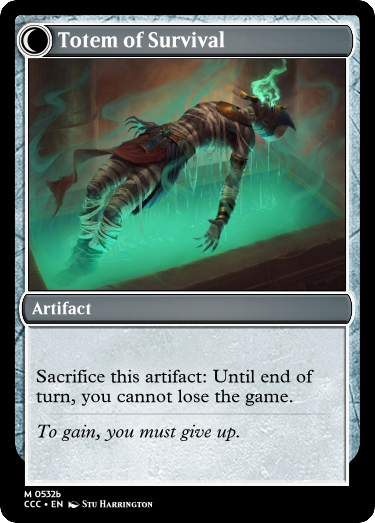 Totem of Survival
Artifact
Sacrifice this artifact: Until end of
turn, you cannot lose the game.
To gain, you must give up.
M 0532b
CCC • EN Stu Harrington